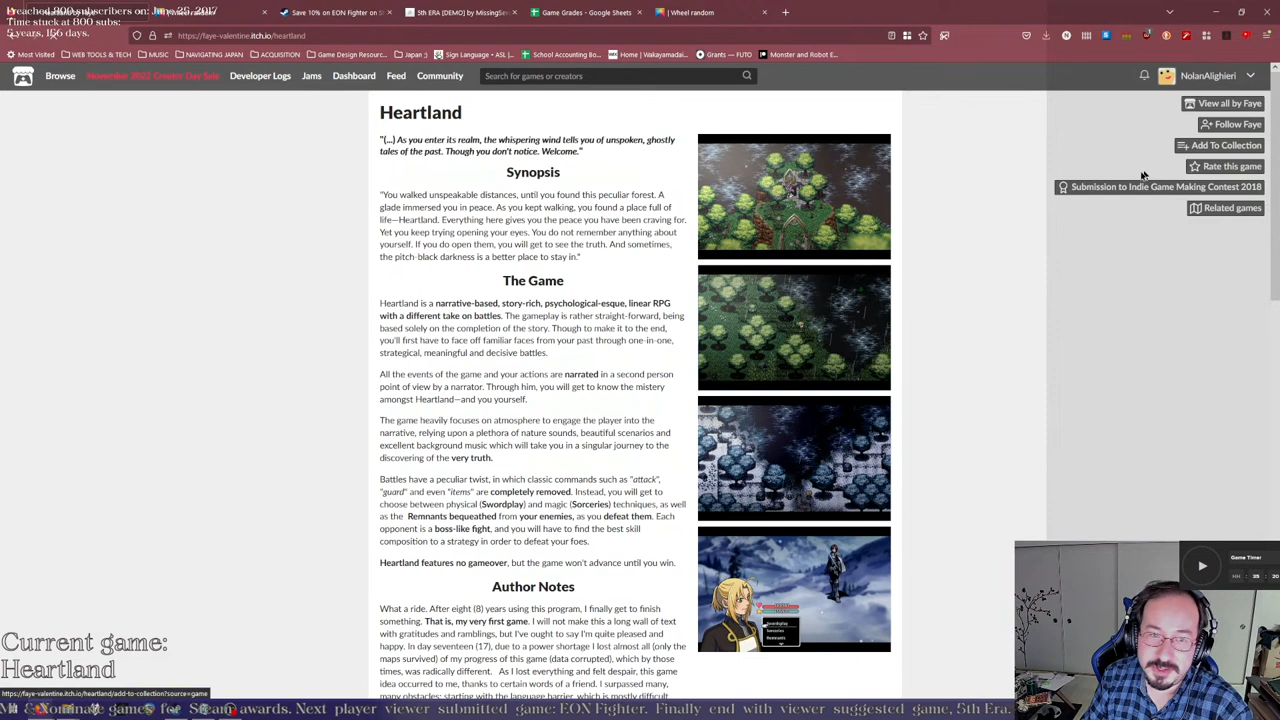 Reached 800 subscribers on: June 25, 2017
Time stuck at 800 subs:
5 years, 156 days.
Wheel random
Save 10% on EON Fighter on S
5th ERA [DEMO] by MissingSe
Game Grades - Google Sheets
Wheel random
https://faye-valentine.itch.io/heartland
Most Visited
WEB TOOLS & TECH
MUSIC
NAVIGATING JAPAN
ACQUISITION
Game Design Resourc...
Japan ;)
Sign Language • ASL |...
School Accounting Bo...
Home | Wakayamadai...
Grants — FUTO
Monster and Robot E...
Browse
November 2022 Creator Day Sale
Developer Logs
Jams
Dashboard
Feed
Community
Search for games or creators
NolanAlighieri
View all by Faye
Follow Faye
Add To Collection
Rate this game
Submission to Indie Game Making Contest 2018
Related games
Heartland
"(...) As you enter its realm, the whispering wind tells you of unspoken, ghostly
tales of the past. Though you don't notice. Welcome."
Synopsis
"You walked unspeakable distances, until you found this peculiar forest. A
glade immersed you in peace. As you kept walking, you found a place full of
life—Heartland. Everything here gives you the peace you have been craving for.
Yet you keep trying opening your eyes. You do not remember anything about
yourself. If you do open them, you will get to see the truth. And sometimes,
the pitch-black darkness is a better place to stay in."
The Game
Heartland is a narrative-based, story-rich, psychological-esque, linear RPG
with a different take on battles. The gameplay is rather straight-forward, being
based solely on the completion of the story. Though to make it to the end,
you'll first have to face off familiar faces from your past through one-in-one,
strategical, meaningful and decisive battles.
All the events of the game and your actions are narrated in a second person
point of view by a narrator. Through him, you will get to know the mistery
amongst Heartland—and you yourself.
The game heavily focuses on atmosphere to engage the player into the
narrative, relying upon a plethora of nature sounds, beautiful scenarios and
excellent background music which will take you in a singular journey to the
discovering of the very truth.
Battles have a peculiar twist, in which classic commands such as "attack",
"guard" and even "items" are completely removed. Instead, you will get to
choose between physical (Swordplay) and magic (Sorceries) techniques, as well
as the Remnants bequeathed from your enemies, as you defeat them. Each
opponent is a boss-like fight, and you will have to find the best skill
composition to a strategy in order to defeat your foes.
Heartland features no gameover, but the game won't advance until you win.
Author Notes
What a ride. After eight (8) years using this program, I finally get to finish
something. That is, my very first game. I will not make this a long wall of text
with gratitudes and ramblings, but I've ought to say I'm quite pleased and
happy. In day seventeen (17), due to a power shortage I lost almost all (only the
maps survived) of my progress of this game (data corrupted), which by those
times, was radically different. As I lost everything and felt despair, this game
idea occurred to me, thanks to certain words of a friend. I surpassed many,
many obstacles: starting with the language barrier, which is mostly difficult
Swordplay
Sorceries
Remnants
Game Timer
HH : 35 : 20
Current game:
Heartland
https://faye-valentine.itch.io/heartland/add-to-collection?source=game
Nominate games for Steam awards. Next player viewer submitted game: EON Fighter. Finally end with viewer suggested game, 5th Era.